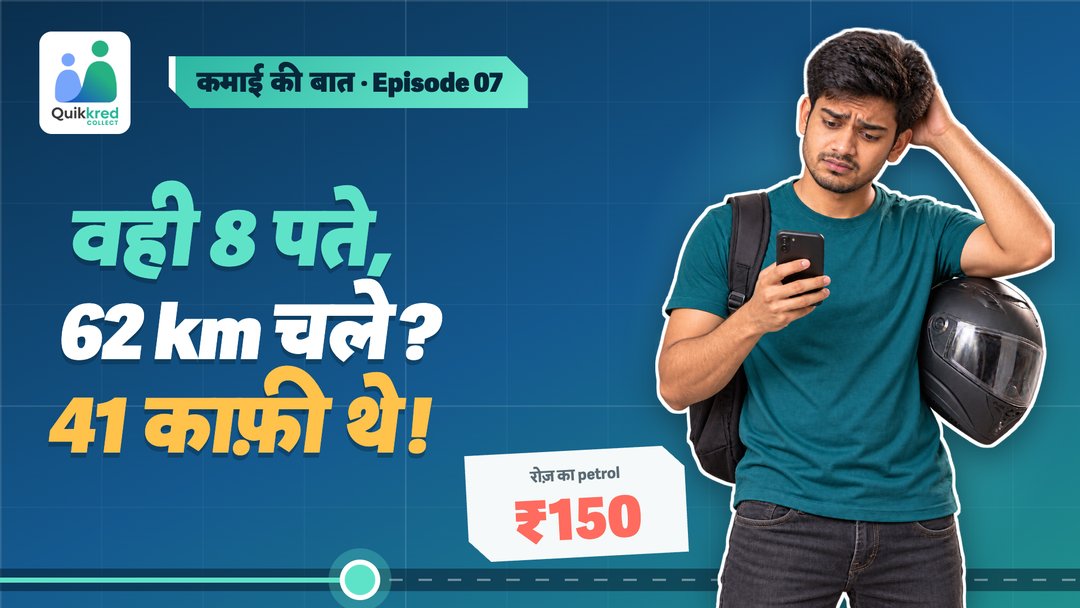 Quikkred
COLLECT
कमाई की बात · Episode 07
वही 8 पते,
62 km चले?
41 काफ़ी थे!
रोज़ का petrol
₹150